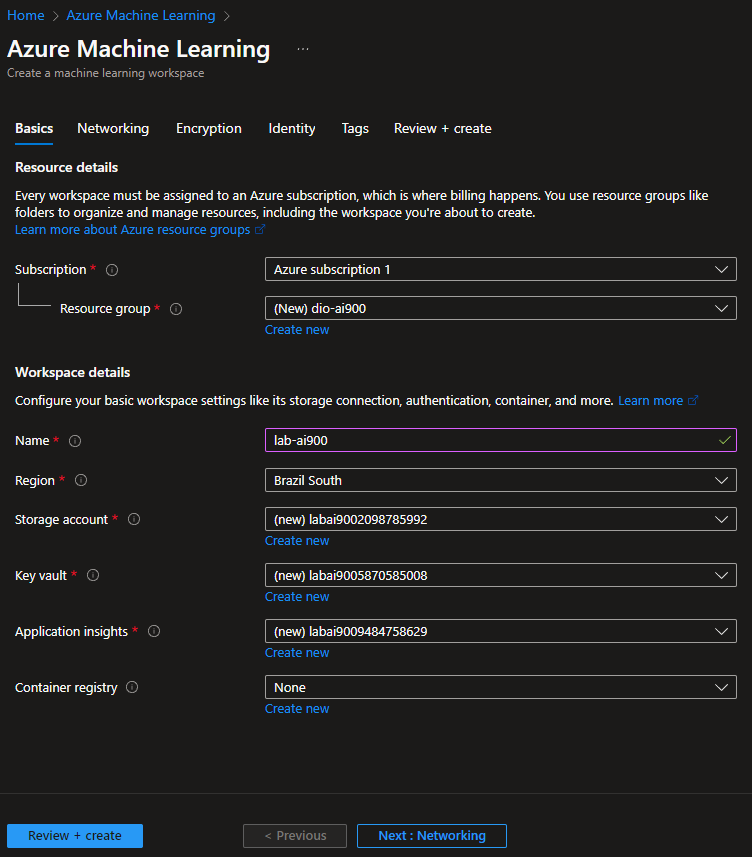 Home > Azure Machine Learning >
Azure Machine Learning ...
Create a machine learning workspace
Basics Networking Encryption Identity Tags Review + create
Resource details
Every workspace must be assigned to an Azure subscription, which is where billing happens. You use resource groups like
folders to organize and manage resources, including the workspace you're about to create.
Learn more about Azure resource groups
Subscription * Azure subscription 1
Resource group * (New) dio-ai900
Create new
Workspace details
Configure your basic workspace settings like its storage connection, authentication, container, and more. Learn more
Name * lab-ai900
Region * Brazil South
Storage account * (new) labai9002098785992
Create new
Key vault * (new) labai9005870585008
Create new
Application insights * (new) labai9009484758629
Create new
Container registry None
Create new
Review + create < Previous Next : Networking